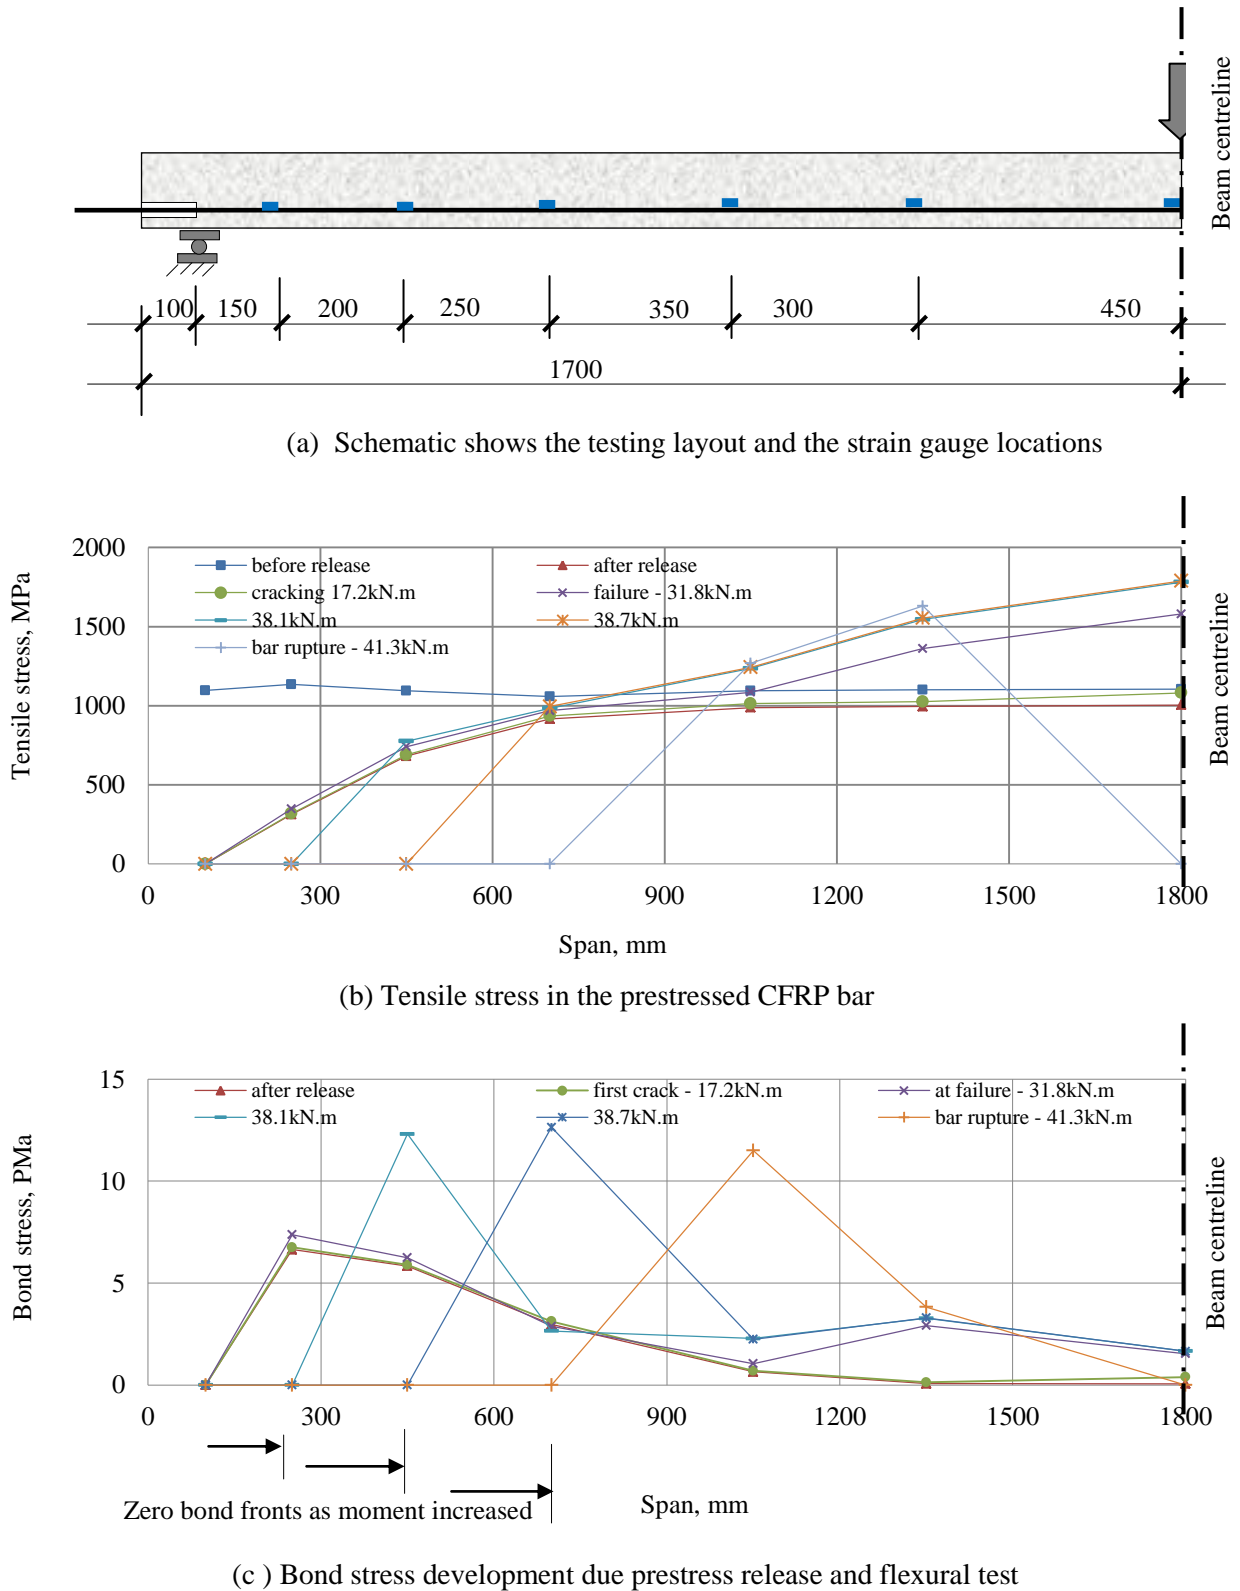 Beam centreline
100 150 200 250 350 300 450
1700
(a) Schematic shows the testing layout and the strain gauge locations
Tensile stress, MPa
2000
1500
1000
500
0
before release
after release
cracking 17.2kN.m
failure - 31.8kN.m
38.1kN.m
38.7kN.m
bar rupture - 41.3kN.m
0 300 600 900 1200 1500 1800
Span, mm
Beam centreline
(b) Tensile stress in the prestressed CFRP bar
Bond stress, PMa
15
10
5
0
after release
first crack - 17.2kN.m
at failure - 31.8kN.m
38.1kN.m
38.7kN.m
bar rupture - 41.3kN.m
0 300 600 900 1200 1500 1800
Beam centreline
Zero bond fronts as moment increased
Span, mm
(c ) Bond stress development due prestress release and flexural test